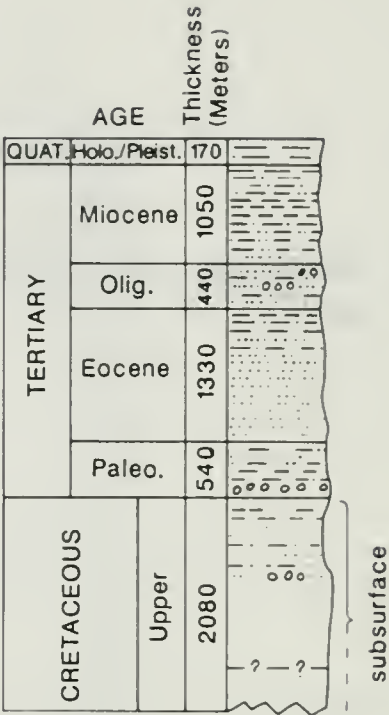 AGE
Thickness
(Meters)
QUAT. Holo./Pleist. 170
TERTIARY
Miocene 1050
Olig. 440
Eocene 1330
Paleo. 540
CRETACEOUS
Upper
2080
? ?
subsurface